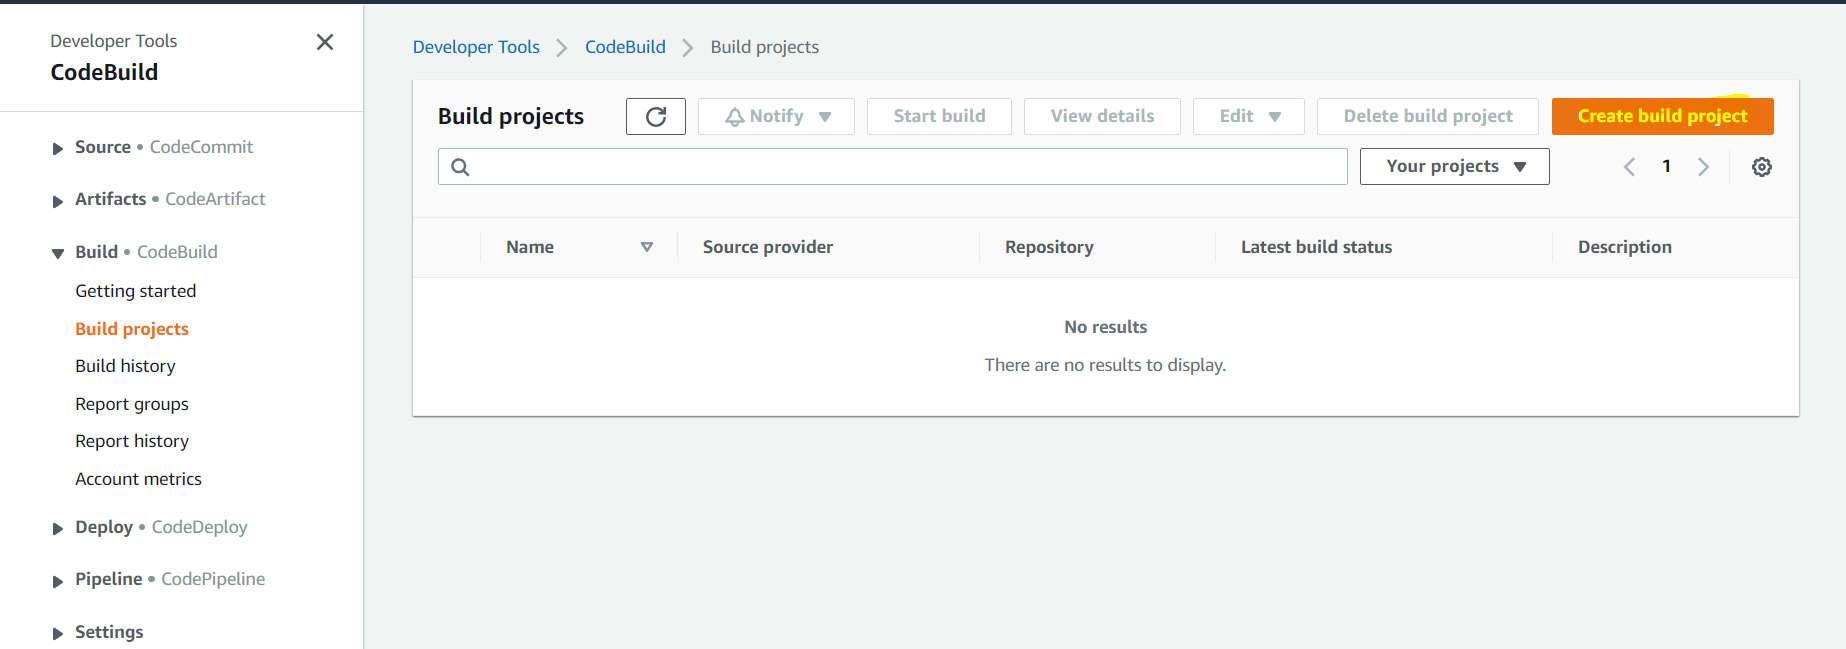 Developer Tools
CodeBuild
Source • CodeCommit
Artifacts • CodeArtifact
Build • CodeBuild
Getting started
Build projects
Build history
Report groups
Report history
Account metrics
Deploy • CodeDeploy
Pipeline • CodePipeline
Settings
Developer Tools > CodeBuild > Build projects
Build projects Notify Start build View details Edit Delete build project Create build project
Your projects 1
Name Source provider Repository Latest build status Description
No results
There are no results to display.